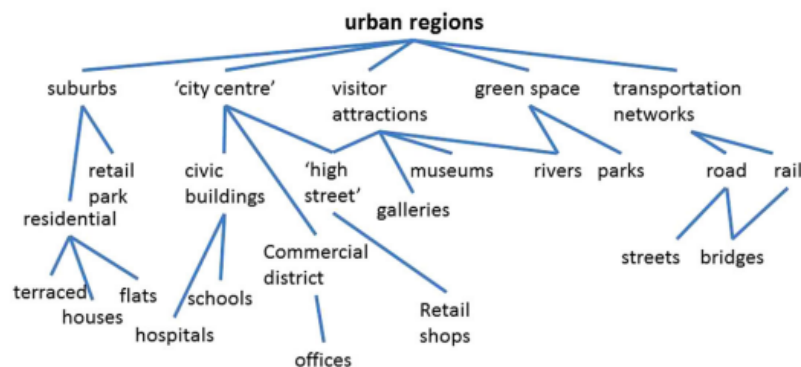 urban regions
suburbs
'city centre'
visitor
attractions
green space
transportation
networks
retail
park
civic
buildings
'high
street'
museums
rivers
parks
road
rail
residential
galleries
Commercial
district
streets
bridges
terraced
houses
flats
schools
hospitals
Retail
shops
offices